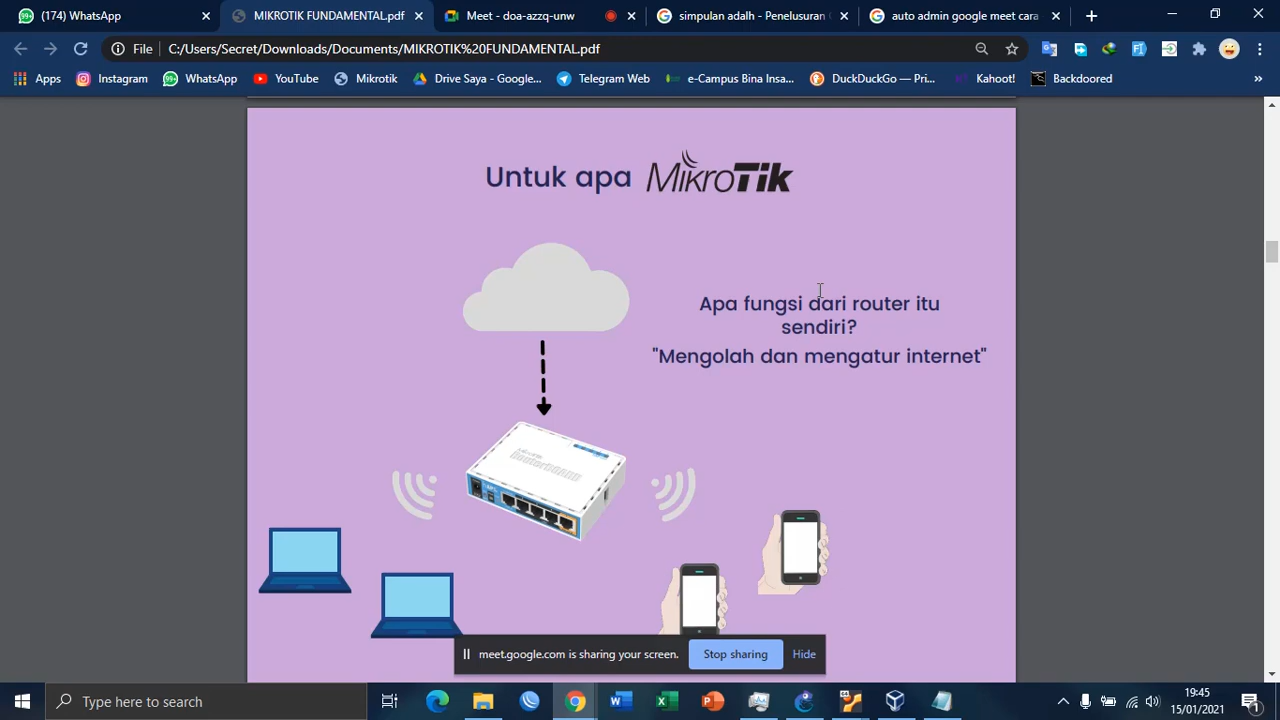 (174) WhatsApp
MIKROTIK FUNDAMENTAL.pdf
Meet - doa-azzq-unw
simpulan adalh - Penelusuran
auto admin google meet cara
File
C:/Users/Secret/Downloads/Documents/MIKROTIK%20FUNDAMENTAL.pdf
Apps
Instagram
WhatsApp
YouTube
Mikrotik
Drive Saya - Google...
Telegram Web
e-Campus Bina Insa...
DuckDuckGo — Pri...
Kahoot!
Backdoored
»
Untuk apa MikroTik
Apa fungsi dari router itu
sendiri?
"Mengolah dan mengatur internet"
meet.google.com is sharing your screen.
Stop sharing
Hide
Type here to search
19:45
15/01/2021